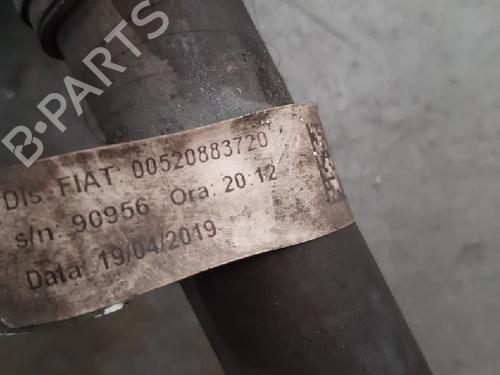 B-PARTS
Dis. FIAT: 00520883720
s/n: 90956 Ora: 20:12
Data: 19/04/2019